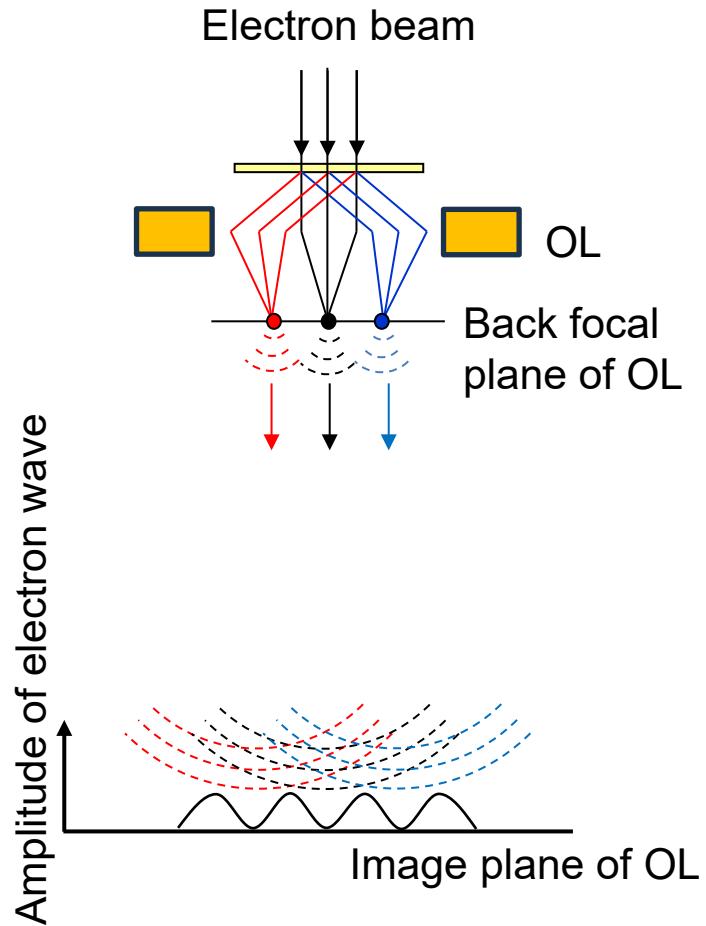 Electron beam
OL
Back focal
plane of OL
Amplitude of electron wave
Image plane of OL